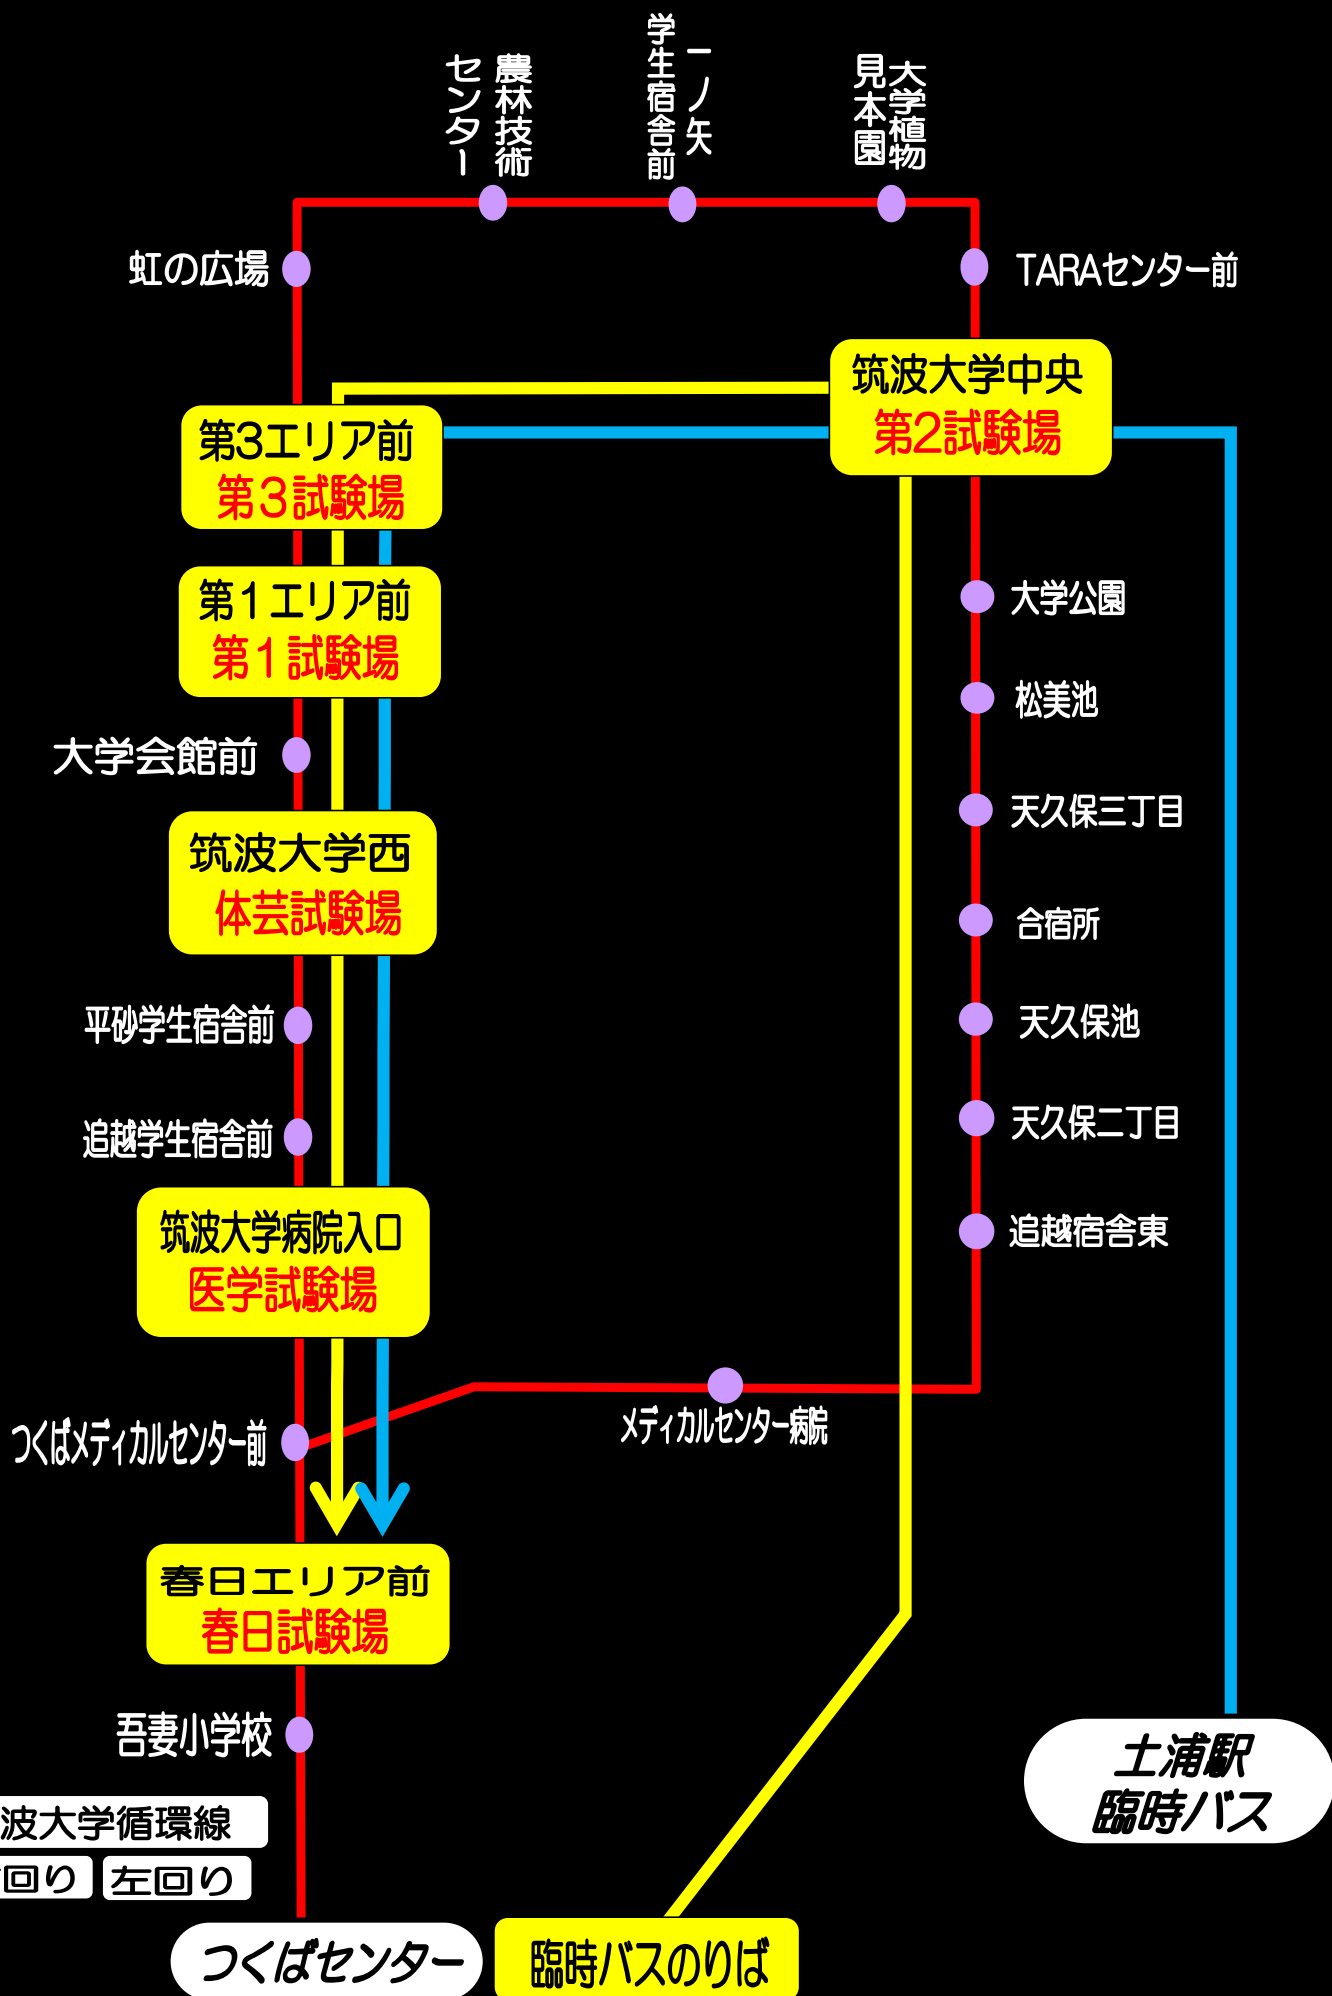 農林技術
センター
一ノ矢
学生宿舎前
大学植物
見本園
虹の広場
TARAセンター前
筑波大学中央
第2試験場
第3エリア前
第３試験場
第１エリア前
第１試験場
大学公園
松美池
大学会館前
天久保三丁目
筑波大学西
体芸試験場
合宿所
平砂学生宿舎前
天久保池
追越学生宿舎前
天久保二丁目
筑波大学病院入口
医学試験場
追越宿舎東
つくばメディカルセンター前
メディカルセンター病院
春日エリア前
春日試験場
吾妻小学校
土浦駅
臨時バス
波大学循環線
回り
左回り
つくばセンター
臨時バスのりば